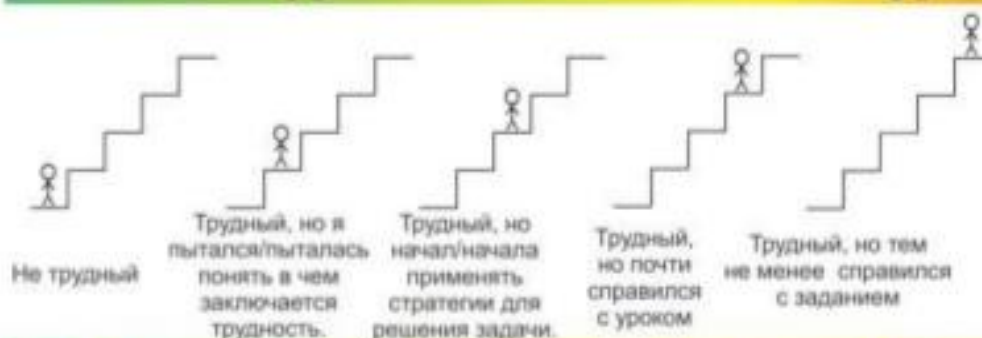 Не трудный
Трудный, но я
пытался/пыталась
понять в чем
заключается
трудность.
Трудный, но
начал/начала
применять
стратегии для
решения задачи.
Трудный,
но почти
справился
с уроком
Трудный, но тем
не менее справился
с заданием